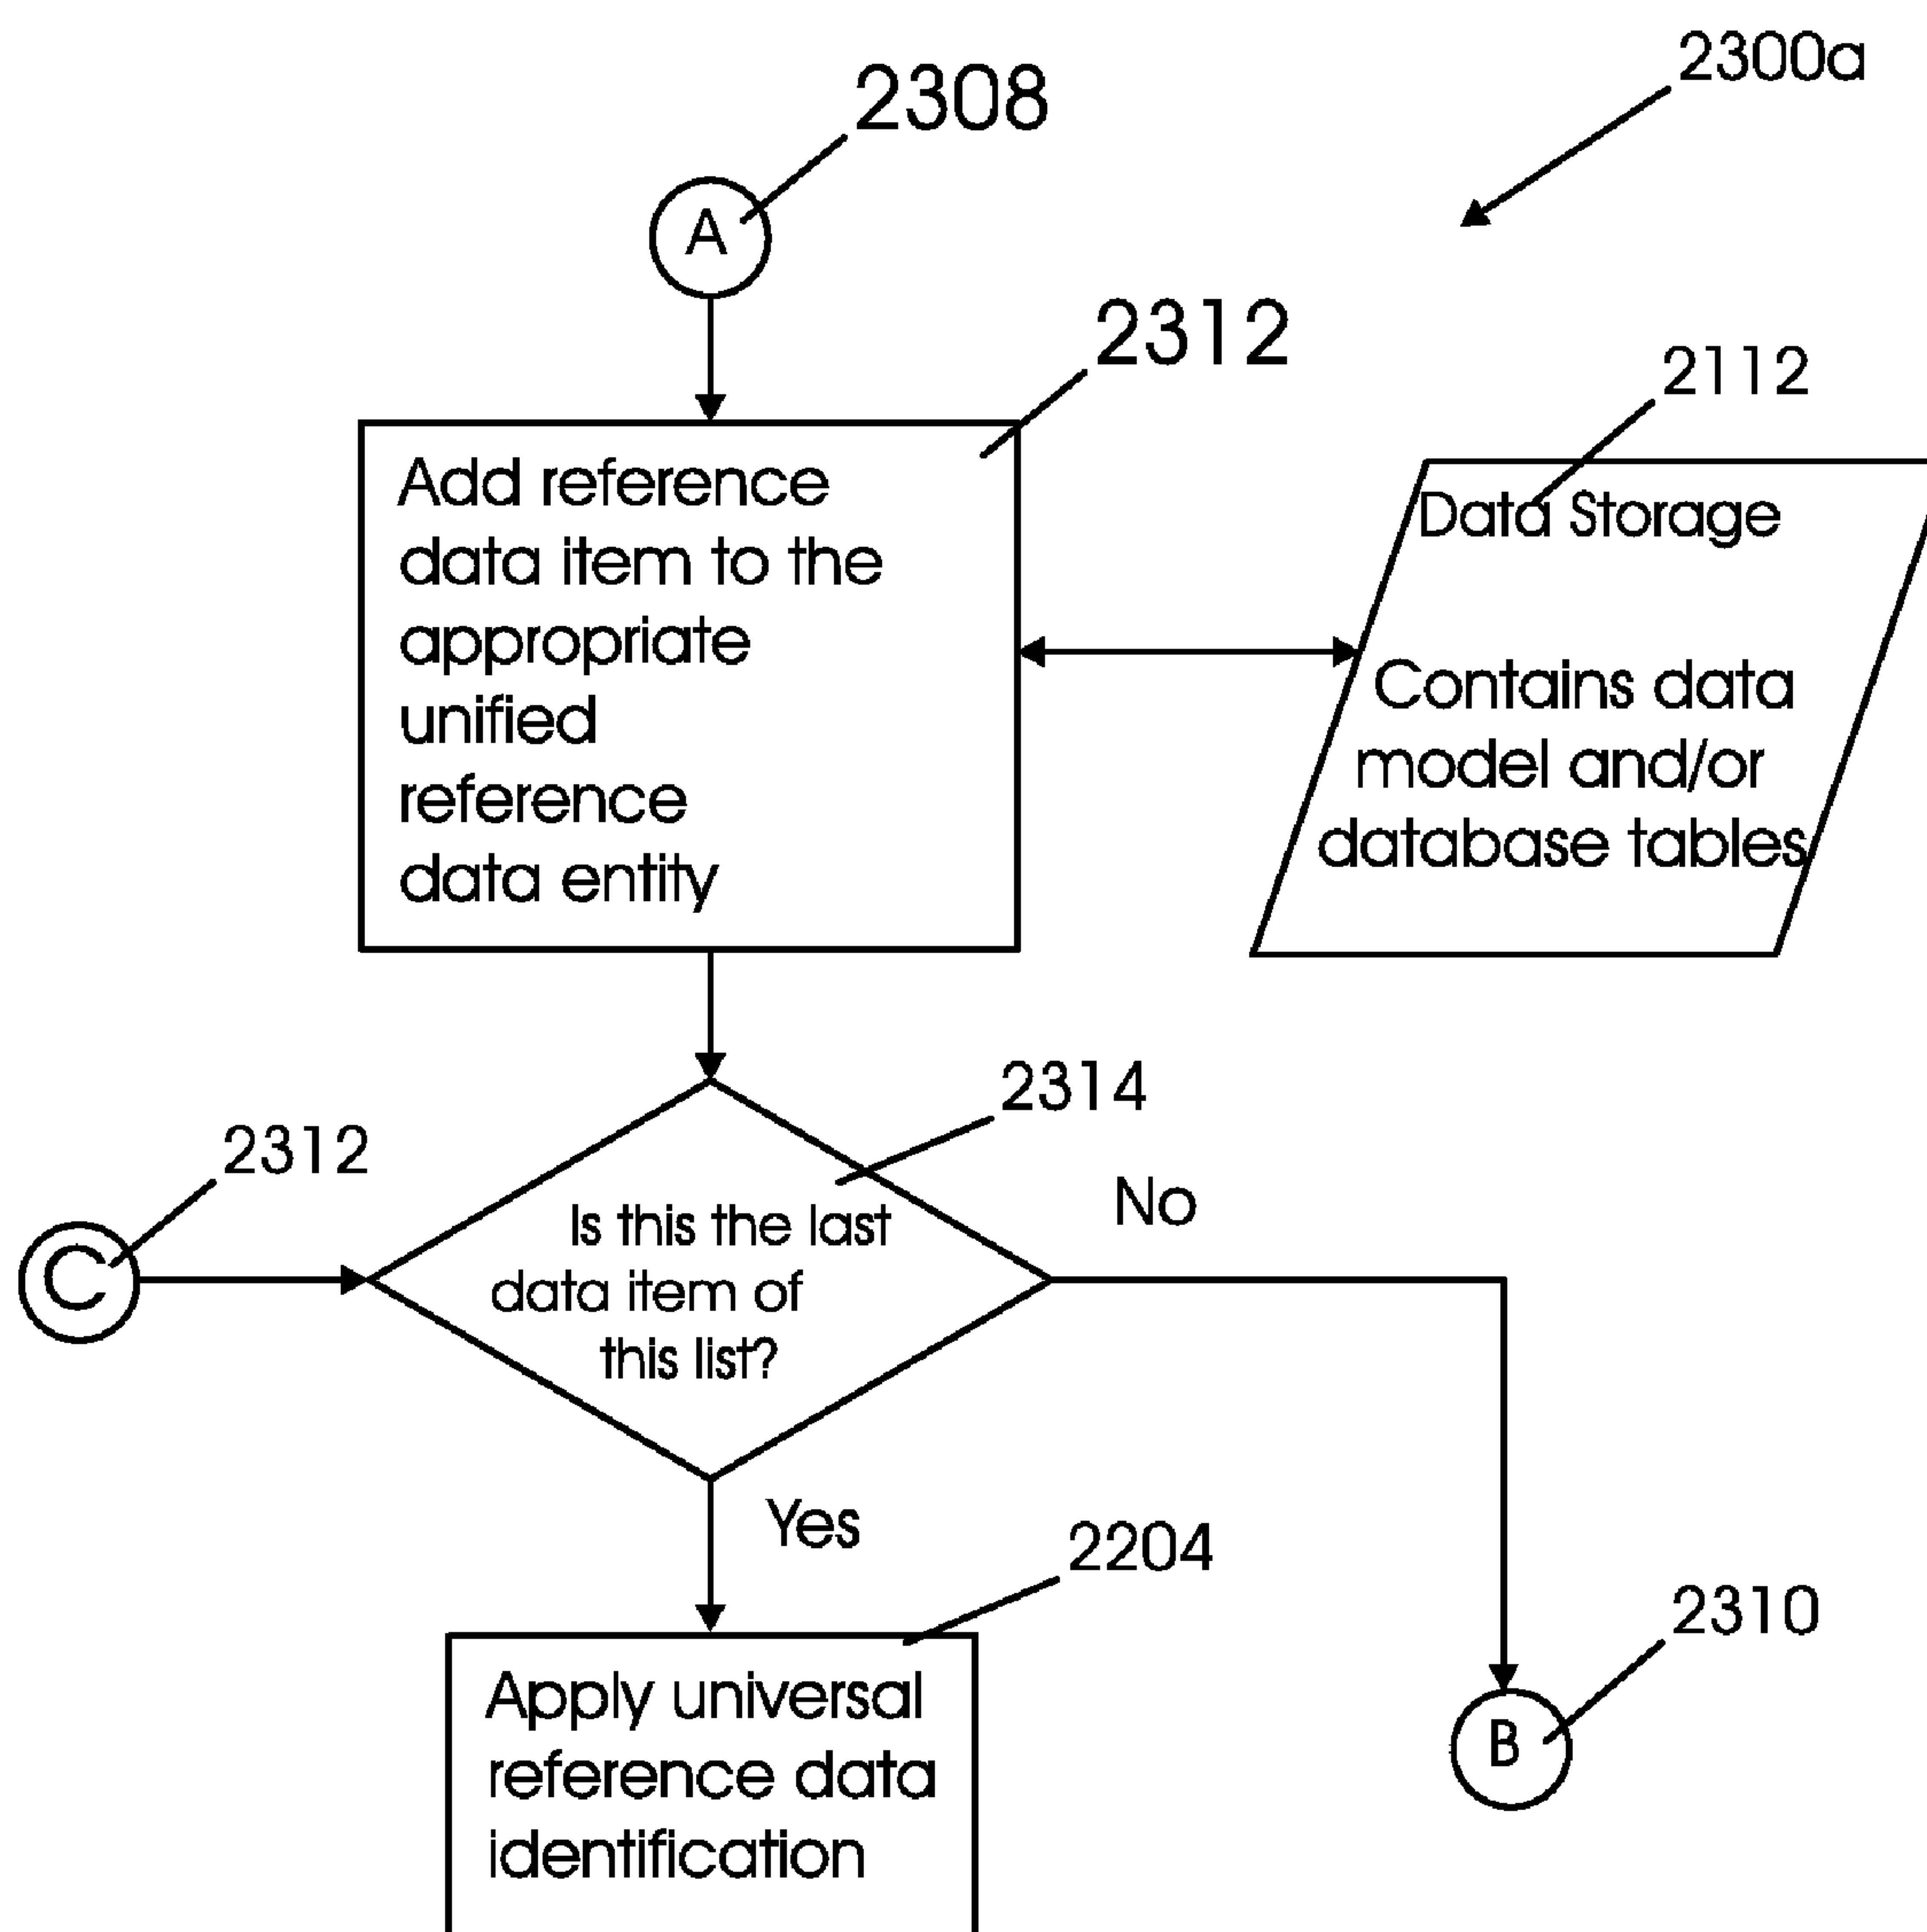 2300a
2308
A
2312
Add reference
data item to the
appropriate
unified
reference
data entity
2112
Data Storage
Contains data
model and/or
database tables
2314
2312
C
Is this the last
data item of
this list?
No
Yes
2204
Apply universal
reference data
identification
2310
B